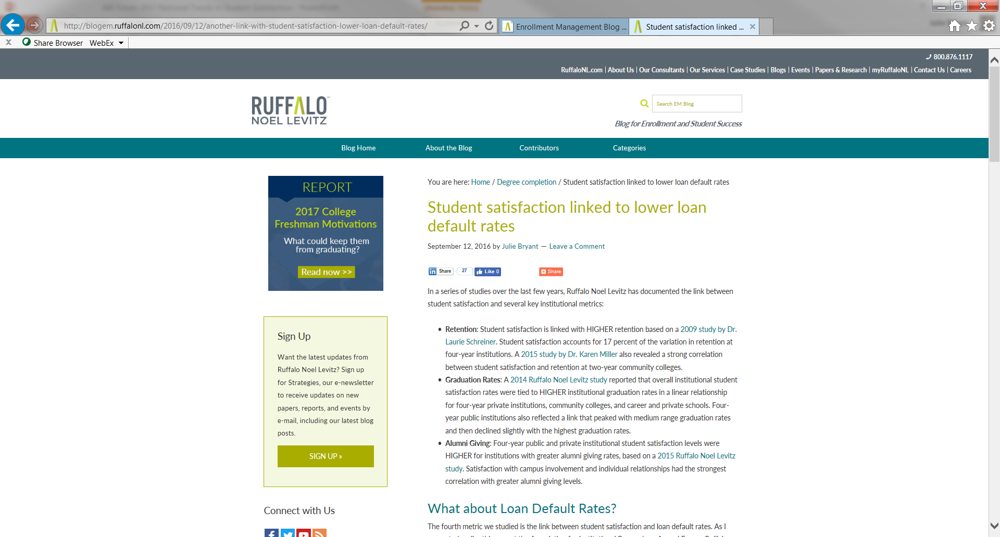 http://blogem.ruffalonl.com/2016/09/12/another-link-with-student-satisfaction-lower-loan-default-rates/
Enrollment Management Blog ...
Student satisfaction linked ...
Share Browser WebEx
800.876.1117
RuffaloNL.com | About Us | Our Consultants | Our Services | Case Studies | Blogs | Events | Papers & Research | myRuffaloNL | Contact Us | Careers
RUFFALO
NOEL LEVITZ
Search EM Blog
Blog for Enrollment and Student Success
Blog Home About the Blog Contributors Categories
REPORT
2017 College
Freshman Motivations
What could keep them
from graduating?
Read now >>
Sign Up
Want the latest updates from
Ruffalo Noel Levitz? Sign up
for Strategies, our e-newsletter
to receive updates on new
papers, reports, and events by
e-mail, including our latest blog
posts.
SIGN UP »
Connect with Us
You are here: Home / Degree completion / Student satisfaction linked to lower loan default rates
Student satisfaction linked to lower loan
default rates
September 12, 2016 by Julie Bryant — Leave a Comment
in Share 27 Like 0 Share
In a series of studies over the last few years, Ruffalo Noel Levitz has documented the link between
student satisfaction and several key institutional metrics:
• Retention: Student satisfaction is linked with HIGHER retention based on a 2009 study by Dr.
Laurie Schreiner. Student satisfaction accounts for 17 percent of the variation in retention at
four-year institutions. A 2015 study by Dr. Karen Miller also revealed a strong correlation
between student satisfaction and retention at two-year community colleges.
• Graduation Rates: A 2014 Ruffalo Noel Levitz study reported that overall institutional student
satisfaction rates were tied to HIGHER institutional graduation rates in a linear relationship
for four-year private institutions, community colleges, and career and private schools. Four-
year public institutions also reflected a link that peaked with medium range graduation rates
and then declined slightly with the highest graduation rates.
• Alumni Giving: Four-year public and private institutional student satisfaction levels were
HIGHER for institutions with greater alumni giving rates, based on a 2015 Ruffalo Noel Levitz
study. Satisfaction with campus involvement and individual relationships had the strongest
correlation with greater alumni giving levels.
What about Loan Default Rates?
The fourth metric we studied is the link between student satisfaction and loan default rates. As I